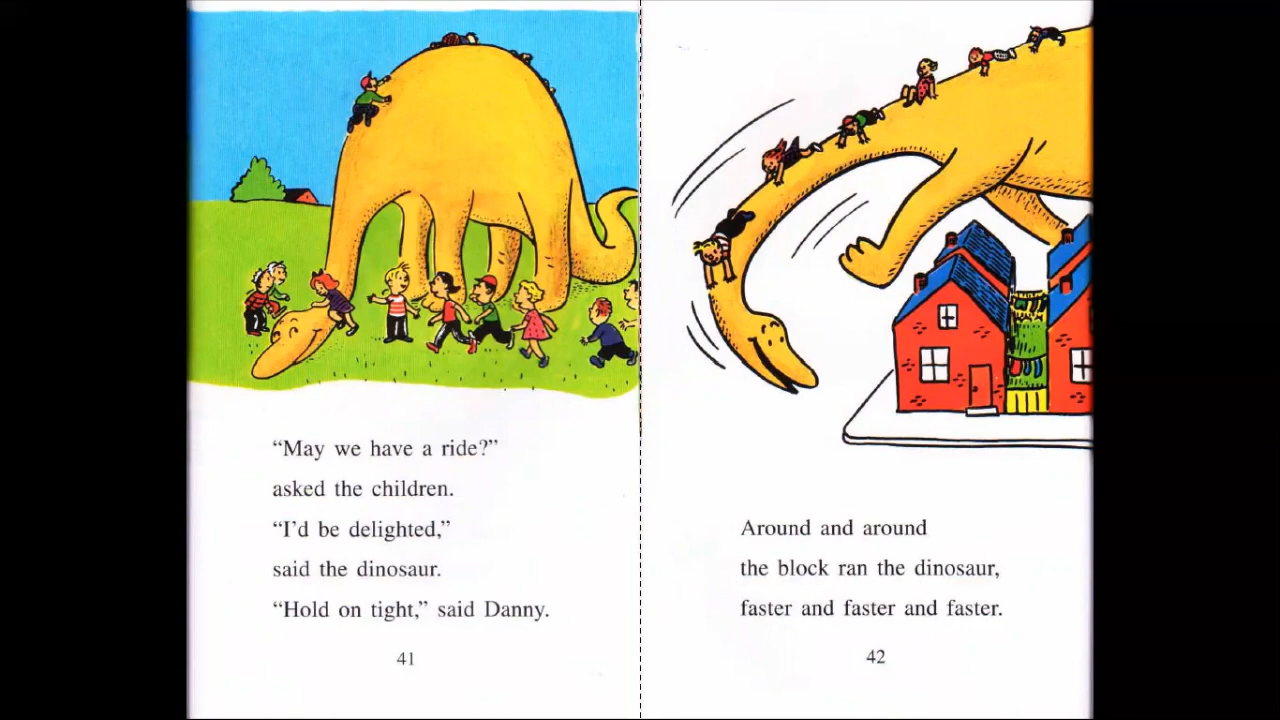 “May we have a ride?”
asked the children.
“I’d be delighted,”
said the dinosaur.
“Hold on tight,” said Danny.
41
Around and around
the block ran the dinosaur,
faster and faster and faster.
42